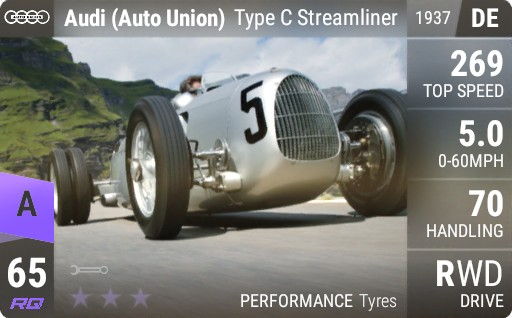 Audi (Auto Union) Type C Streamliner 1937 DE
269
TOP SPEED
5.0
0-60MPH
70
HANDLING
RWD
DRIVE
5
A
65
RQ
PERFORMANCE Tyres